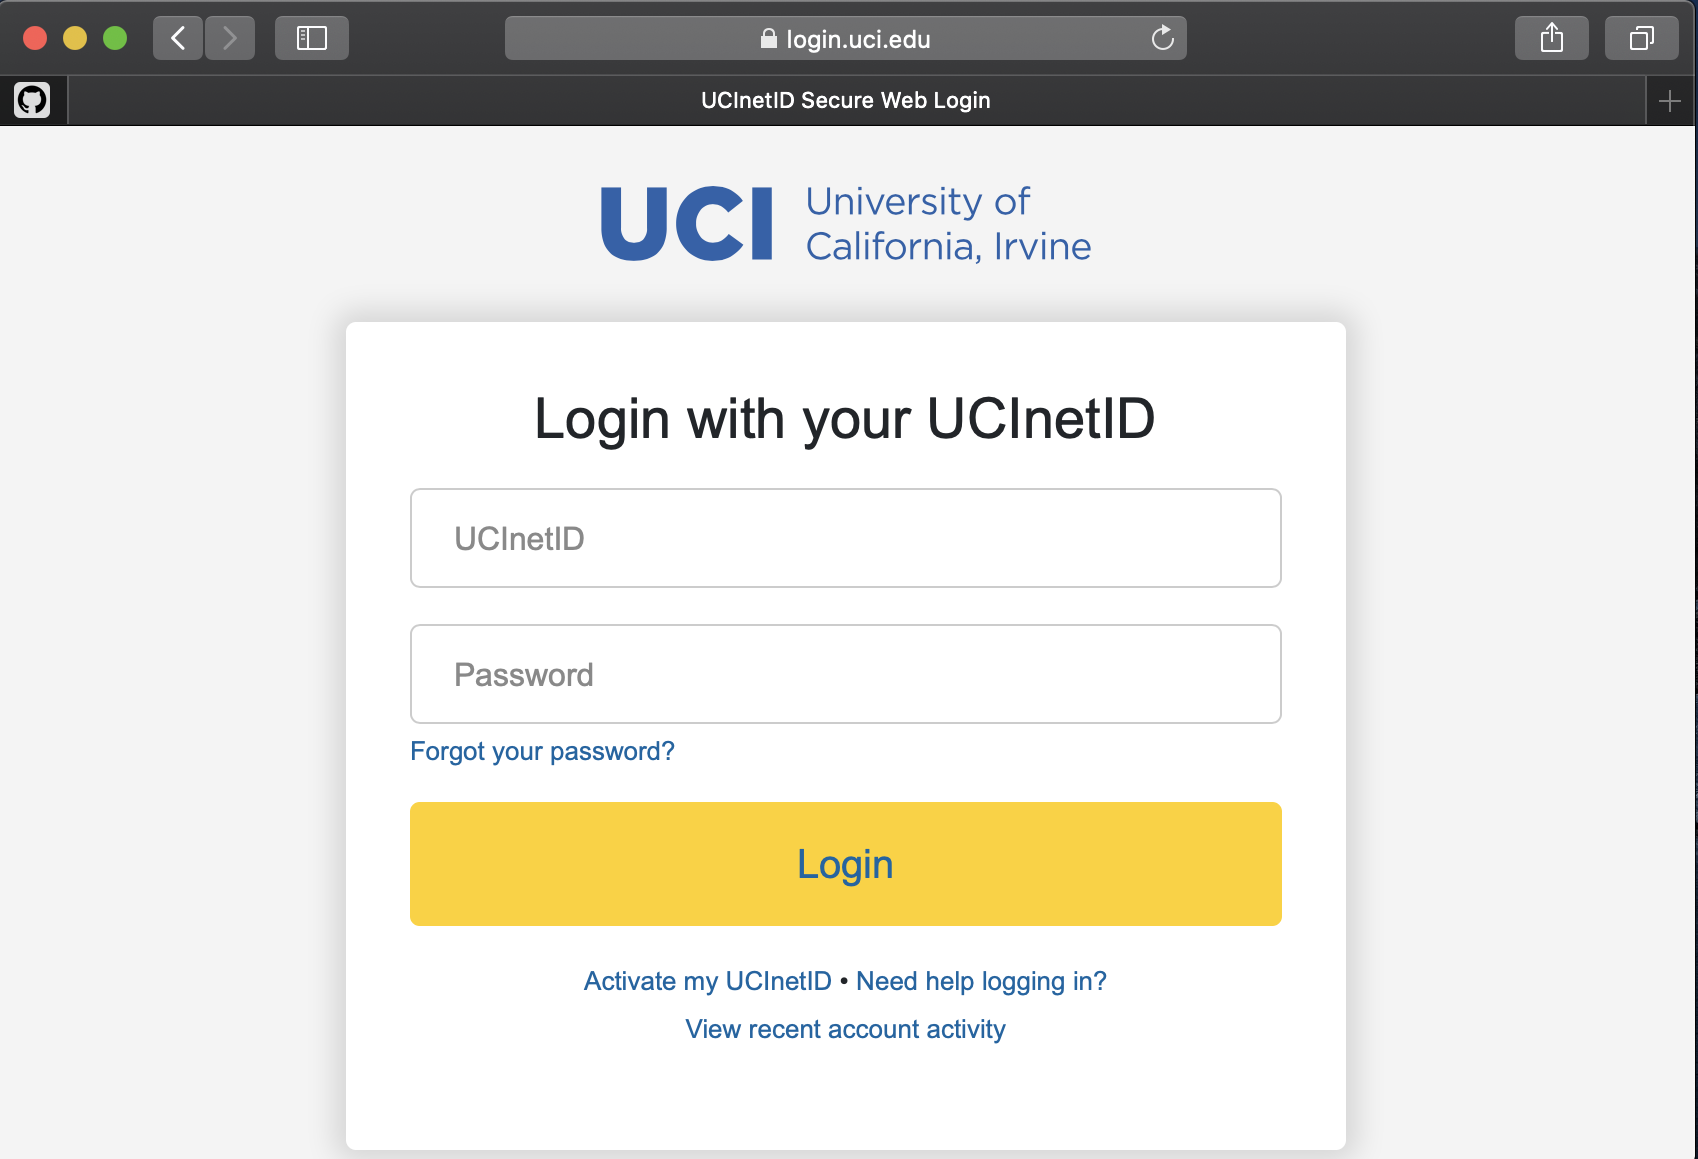 login.uci.edu
UCInetID Secure Web Login
UCI University of
California, Irvine
Login with your UCInetID
UCInetID
Password
Forgot your password?
Login
Activate my UCInetID • Need help logging in?
View recent account activity